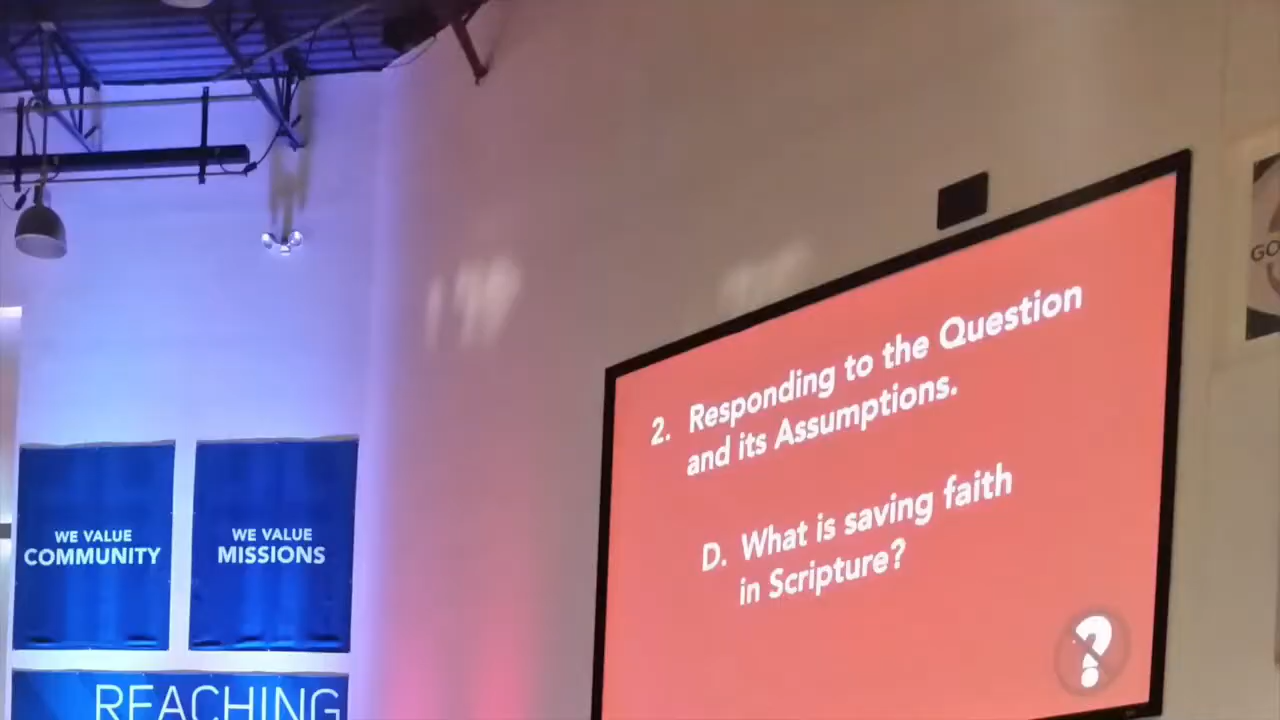 WE VALUE
COMMUNITY
WE VALUE
MISSIONS
REACHING
2. Responding to the Question
and its Assumptions.
D. What is saving faith
in Scripture?
?
GO